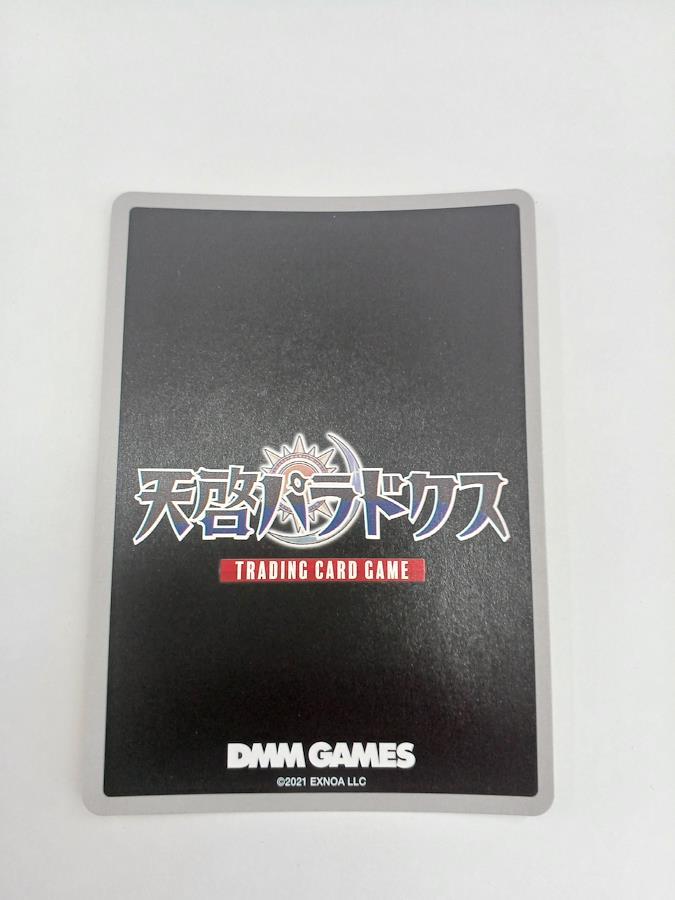 天啓パラドクス
TRADING CARD GAME
DMM GAMES
©2021 EXNOA LLC